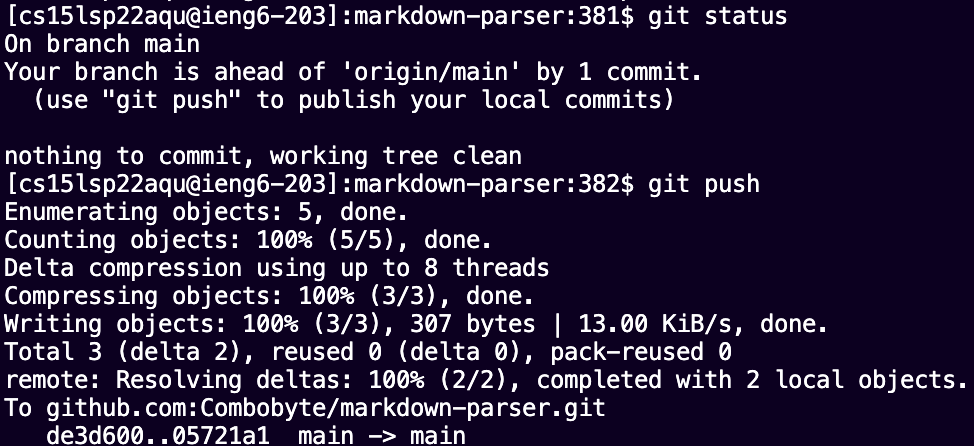 [cs15lsp22aqu@ieng6-203]:markdown-parser:381$ git status
On branch main
Your branch is ahead of 'origin/main' by 1 commit.
  (use "git push" to publish your local commits)

nothing to commit, working tree clean
[cs15lsp22aqu@ieng6-203]:markdown-parser:382$ git push
Enumerating objects: 5, done.
Counting objects: 100% (5/5), done.
Delta compression using up to 8 threads
Compressing objects: 100% (3/3), done.
Writing objects: 100% (3/3), 307 bytes | 13.00 KiB/s, done.
Total 3 (delta 2), reused 0 (delta 0), pack-reused 0
remote: Resolving deltas: 100% (2/2), completed with 2 local objects.
To github.com:Combobyte/markdown-parser.git
   de3d600..05721a1  main -> main